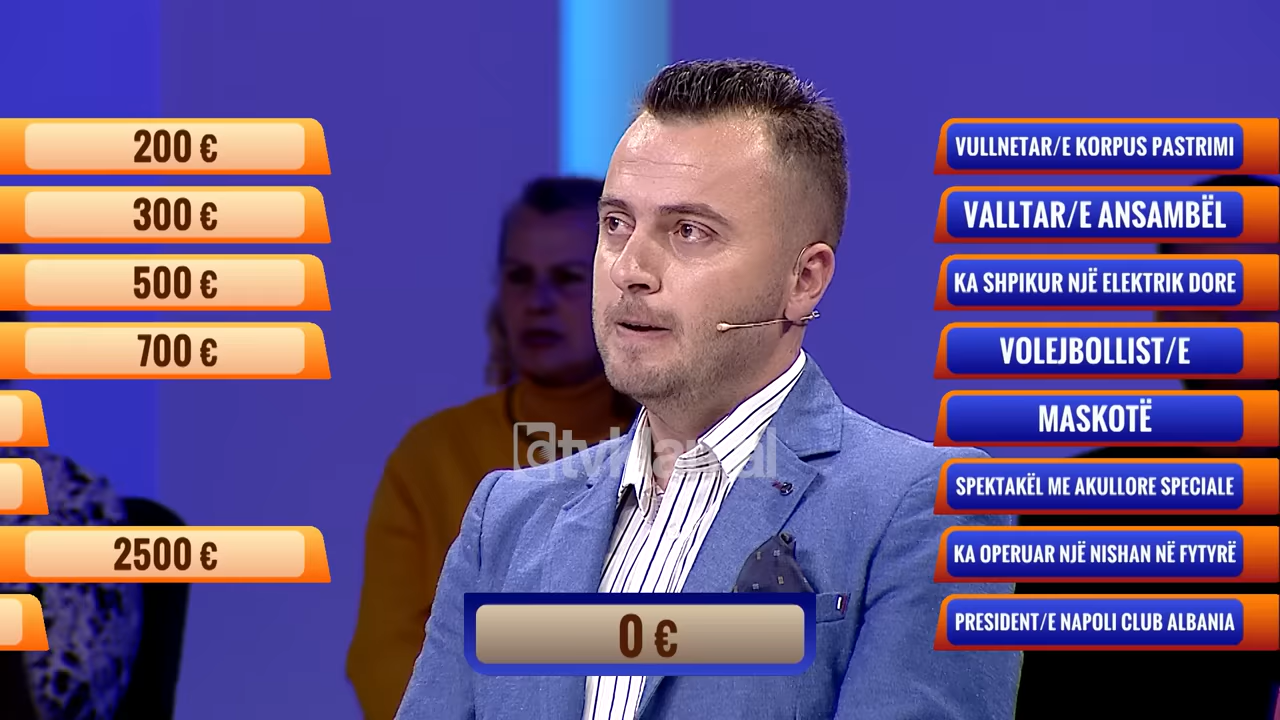 200 €
300 €
500 €
700 €
2500 €
VULLNETAR/E KORPUS PASTRIMI
VALLTAR/E ANSAMBËL
KA SHPIKUR NJË ELEKTRIK DORE
VOLEJBOLLIST/E
MASKOTË
SPEKTAKËL ME AKULLORE SPECIALE
KA OPERUAR NJË NISHAN NË FYTYRË
PRESIDENT/E NAPOLI CLUB ALBANIA
0 €